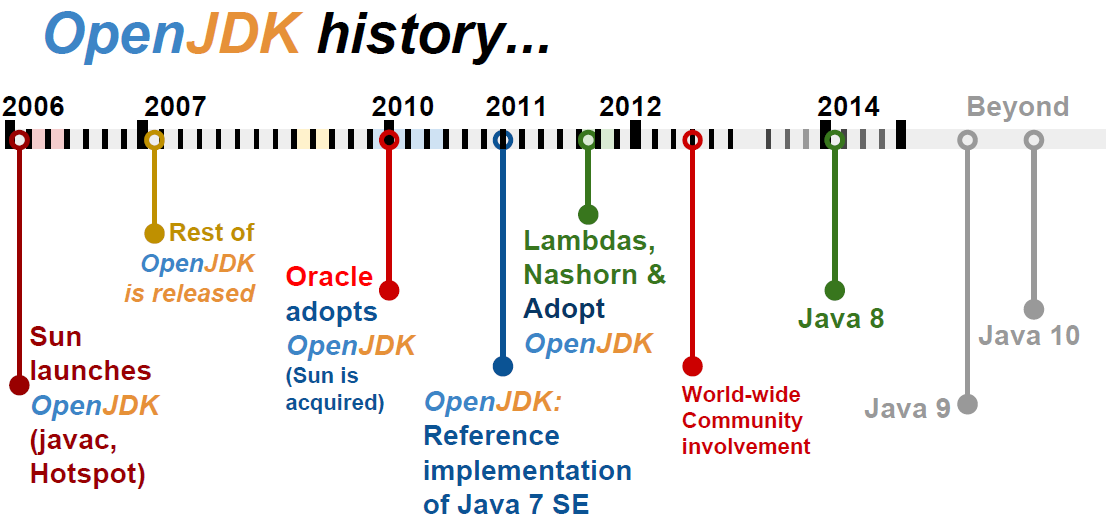 OpenJDK history...
2006
2007
2010
2011
2012
2014
Beyond
Sun
launches
OpenJDK
(javac,
Hotspot)
Rest of
OpenJDK
is released
Oracle
adopts
OpenJDK
(Sun is
acquired)
OpenJDK:
Reference
implementation
of Java 7 SE
Lambdas,
Nashorn &
Adopt
OpenJDK
World-wide
Community
involvement
Java 8
Java 9
Java 10